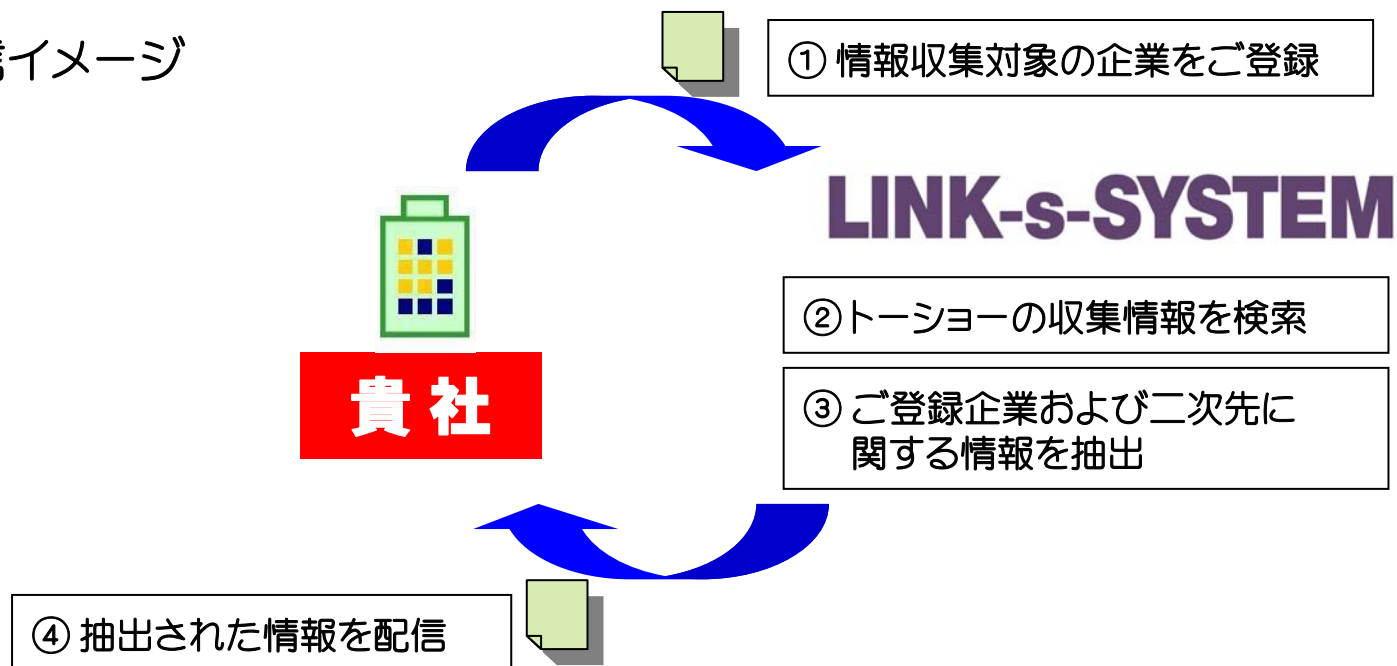 信イメージ
① 情報収集対象の企業をご登録
LINK-s-SYSTEM
②トーショーの収集情報を検索
貴 社
③ ご登録企業および二次先に
関する情報を抽出
④ 抽出された情報を配信